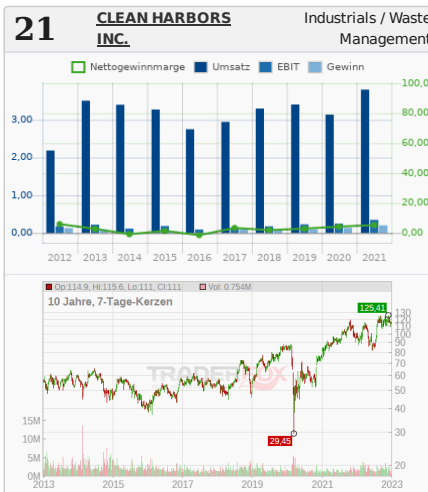 21
CLEAN HARBORS
INC.
Industrials / Waste
Management
Nettogewinnmarge Umsatz EBIT Gewinn
100,0
80,00
3,00
60,00
2,00
40,00
1,00
20,00
0,00
0,00
2012 2013 2014 2015 2016 2017 2018 2019 2020 2021
Op:114.9, Hi:115.6, Lo:111, Cl:111 Vol: 0.754M
10 Jahre, 7-Tage-Kerzen
125,41
130
120
110
100
90
80
70
60
50
40
30
20
TRADERFOX
29,45
15M
10M
5M
0M
2013 2015 2017 2019 2021 2023